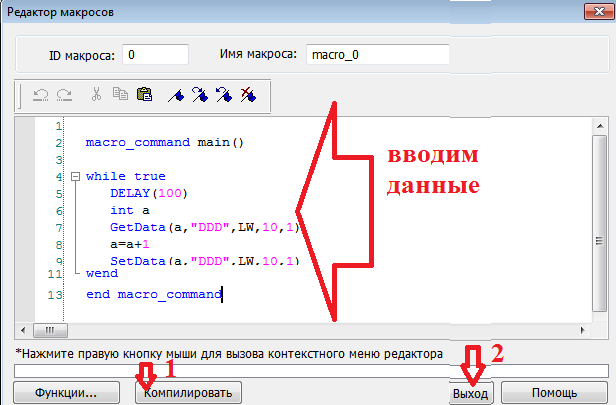 Редактор макросов
ID макроса: 0 Имя макроса: macro_0
1
2 macro_command main()
3
4 while true
5 DELAY(100)
6 int a
7 GetData(a,"DDD",LW,10,1)
8 a=a+1
9 SetData(a,"DDD",LW,10,1)
11 wend
13 end macro_command
вводим
данные
*Нажмите правую кнопку мыши для вызова контекстного меню редактора
1 2
Функции... Компилировать Выход Помощь